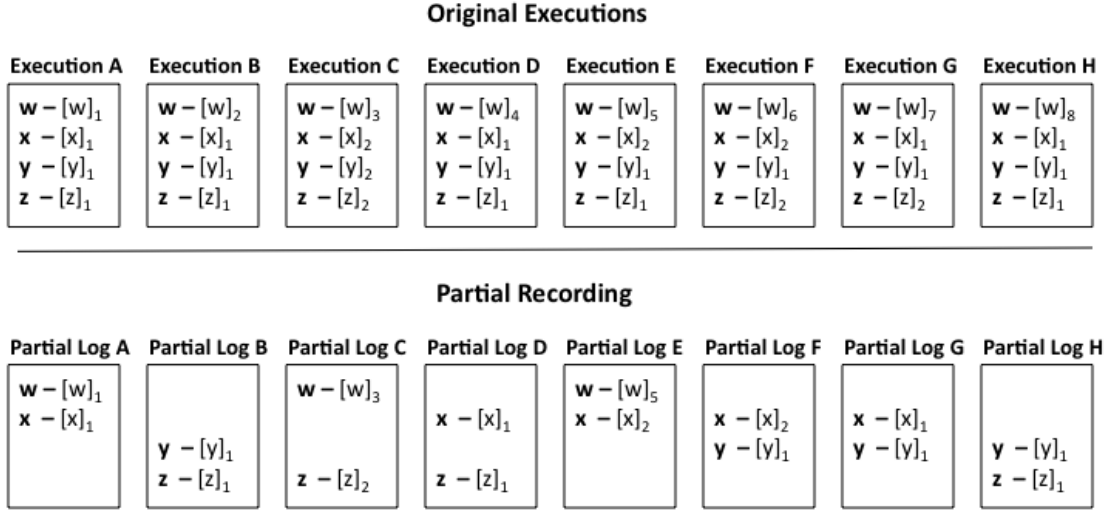 Original Executions
Execution A Execution B Execution C Execution D Execution E Execution F Execution G Execution H
w – [w]₁ w – [w]₂ w – [w]₃ w – [w]₄ w – [w]₅ w – [w]₆ w – [w]₇ w – [w]₈
x – [x]₁ x – [x]₁ x – [x]₂ x – [x]₁ x – [x]₂ x – [x]₂ x – [x]₁ x – [x]₁
y – [y]₁ y – [y]₁ y – [y]₂ y – [y]₁ y – [y]₁ y – [y]₁ y – [y]₁ y – [y]₁
z – [z]₁ z – [z]₁ z – [z]₂ z – [z]₁ z – [z]₁ z – [z]₂ z – [z]₂ z – [z]₁
Partial Recording
Partial Log A Partial Log B Partial Log C Partial Log D Partial Log E Partial Log F Partial Log G Partial Log H
w – [w]₁ w – [w]₃ w – [w]₅
x – [x]₁ x – [x]₁ x – [x]₂ x – [x]₂ x – [x]₁
y – [y]₁ y – [y]₁ y – [y]₁ y – [y]₁
z – [z]₁ z – [z]₂ z – [z]₁ z – [z]₁